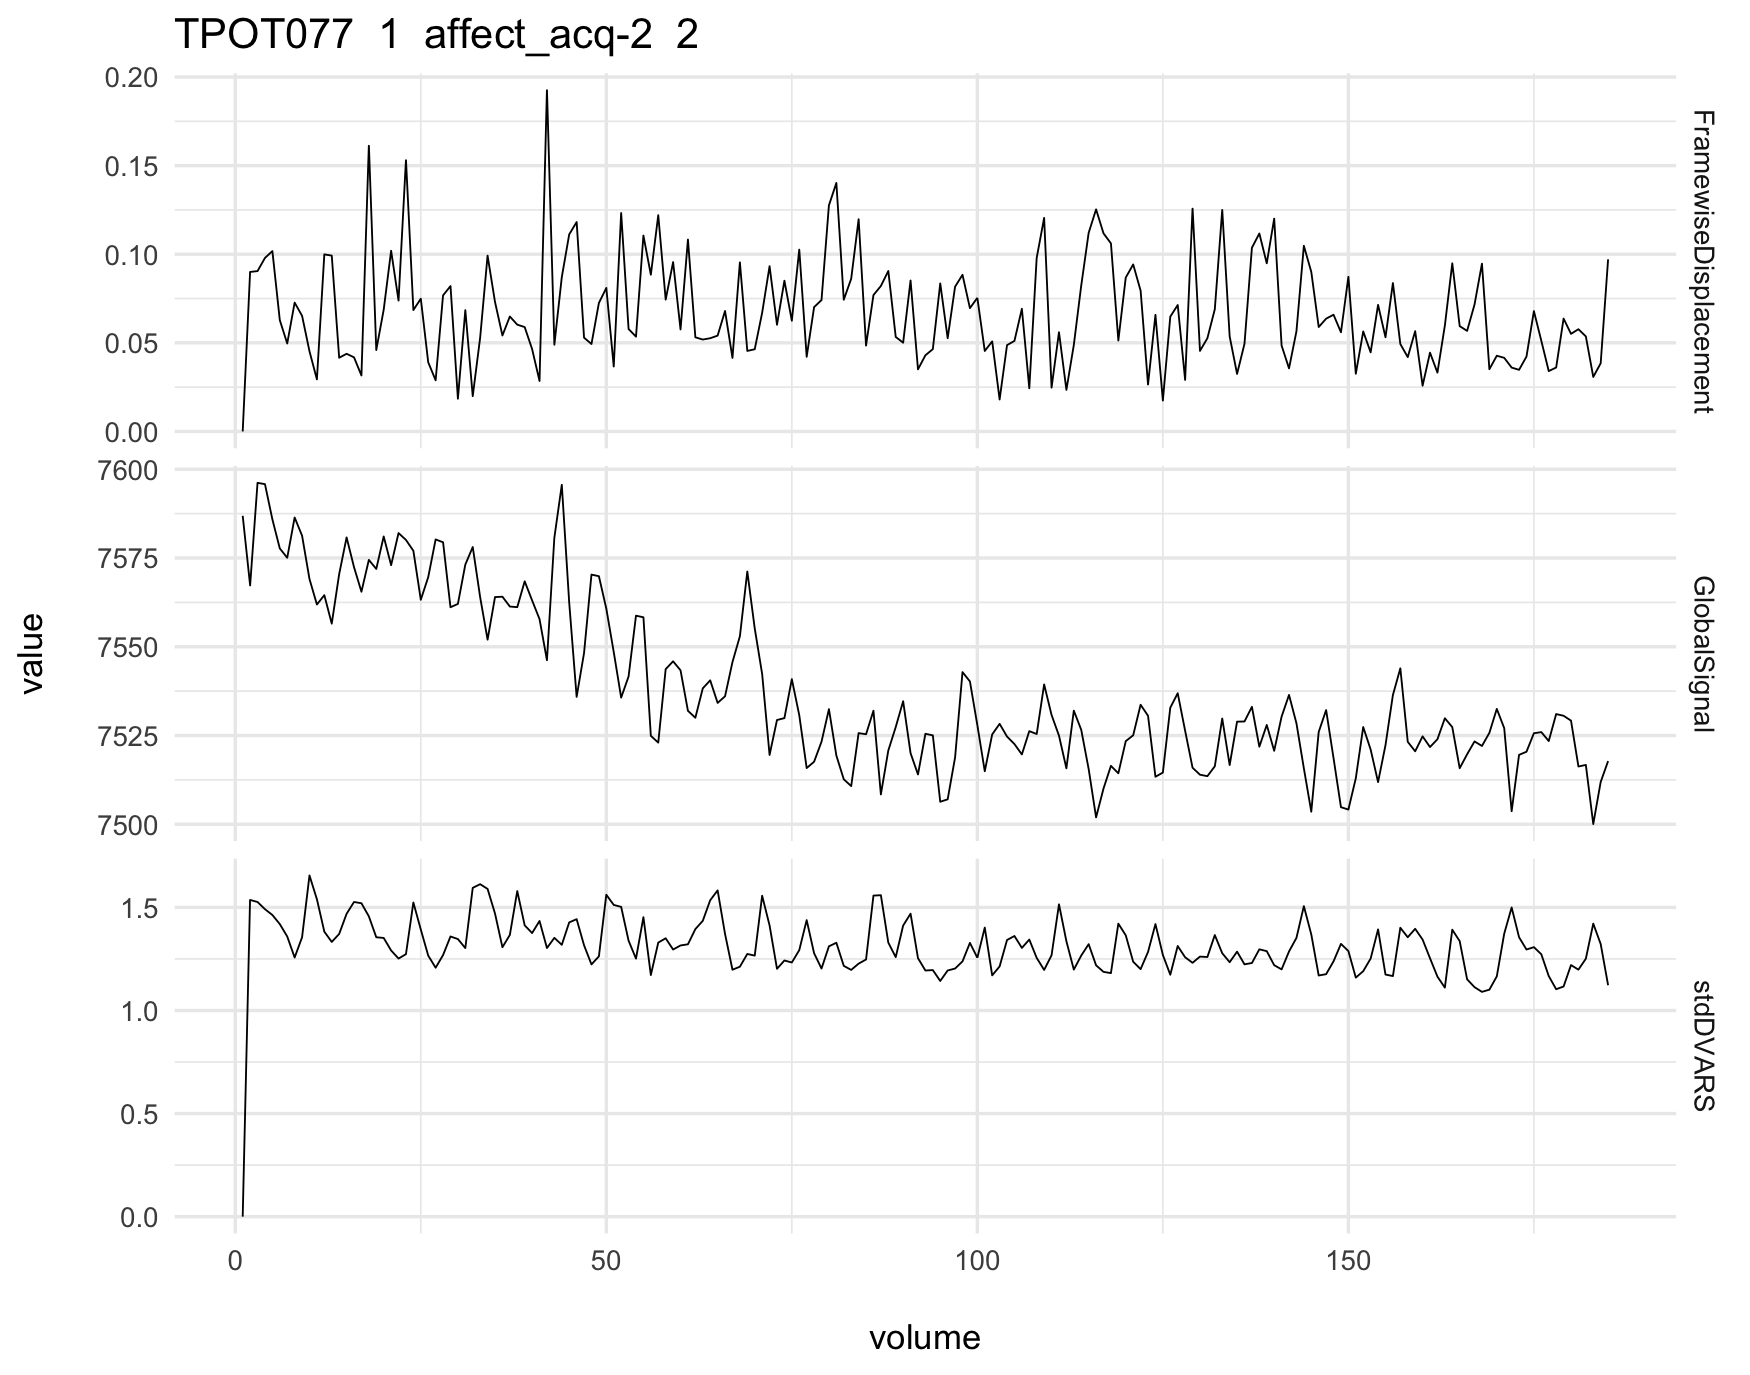 TPOT077  1  affect_acq-2  2
0.20
0.15
0.10
0.05
0.00
FramewiseDisplacement
7600
7575
7550
7525
7500
GlobalSignal
value
1.5
1.0
0.5
0.0
stdDVARS
0 50 100 150
volume